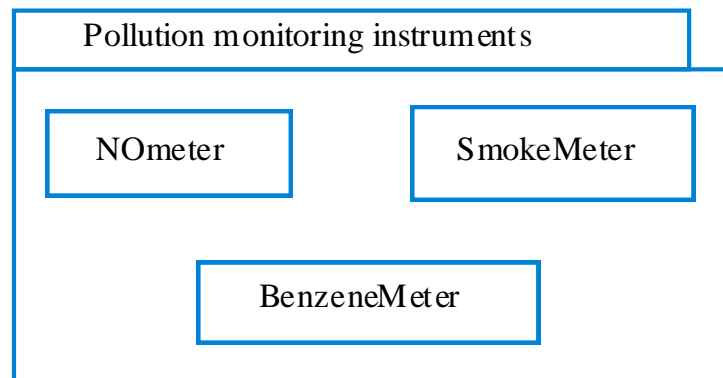 Pollution monitoring instruments
NOmeter
SmokeMeter
BenzeneMeter